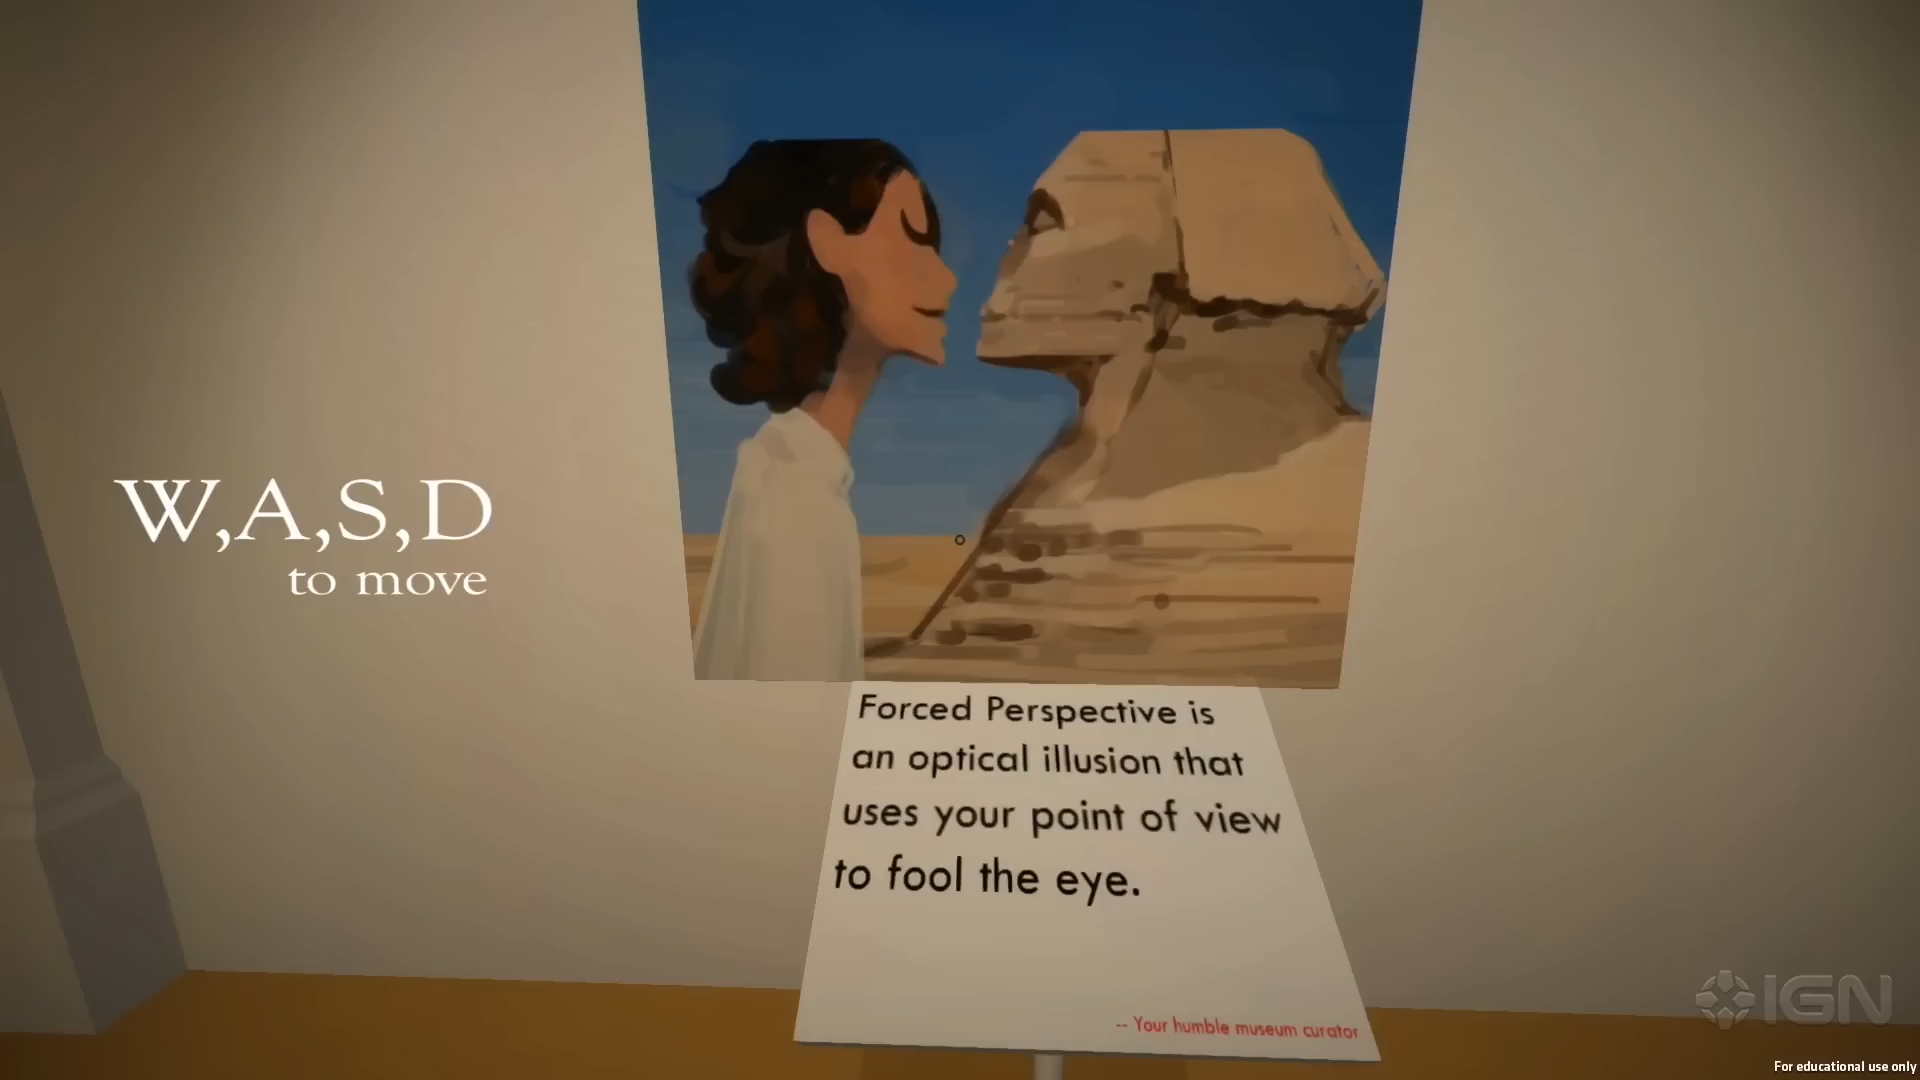 W,A,S,D
to move
Forced Perspective is
an optical illusion that
uses your point of view
to fool the eye.
-- Your humble museum curator
IGN
For educational use only